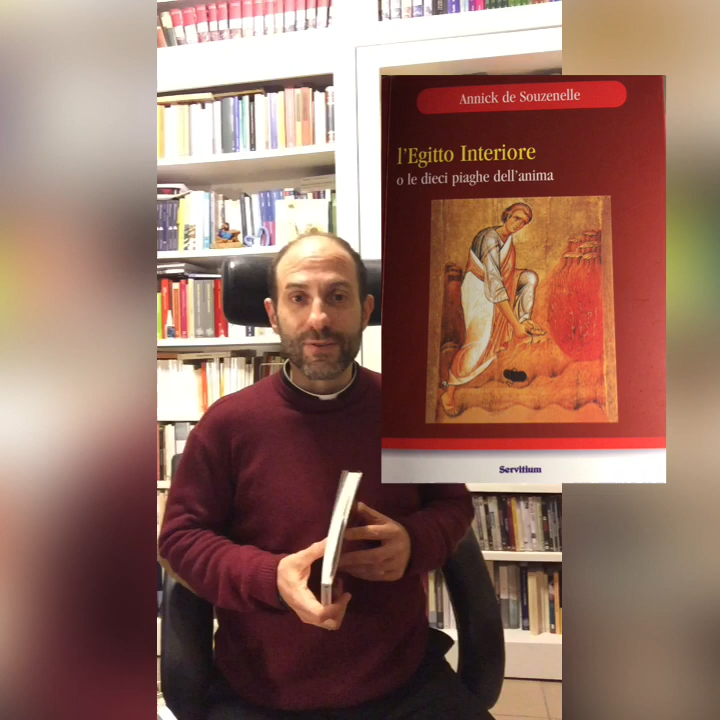 Annick de Souzenelle
l'Egitto Interiore
o le dieci piaghe dell'anima
Servitium